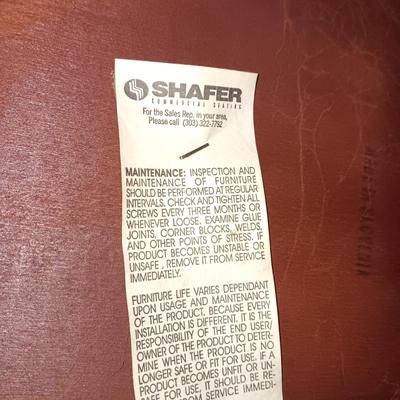 SHAFER
COMMERCIAL SEATING
For the Sales Rep. in your area,
Please call (303) 322-7792
MAINTENANCE: INSPECTION AND
MAINTENANCE OF FURNITURE
SHOULD BE PERFORMED AT REGULAR
INTERVALS. CHECK AND TIGHTEN ALL
SCREWS EVERY THREE MONTHS OR
WHENEVER LOOSE. EXAMINE GLUE
JOINTS, CORNER BLOCKS, WELDS,
AND OTHER POINTS OF STRESS. IF
PRODUCT BECOMES UNSTABLE OR
UNSAFE , REMOVE IT FROM SERVICE
IMMEDIATELY.
FURNITURE LIFE VARIES DEPENDANT
UPON USAGE AND MAINTENANCE
OF THE PRODUCT. BECAUSE EVERY
INSTALLATION IS DIFFERENT. IT IS THE
RESPONSIBILITY OF THE END USER/
OWNER OF THE PRODUCT TO DETER-
MINE WHEN THE PRODUCT IS NO
LONGER SAFE OR FIT FOR USE. IF A
PRODUCT BECOMES UNFIT OR UN-
SAFE FOR USE, IT SHOULD BE RE-
SERVICE IMMEDI-